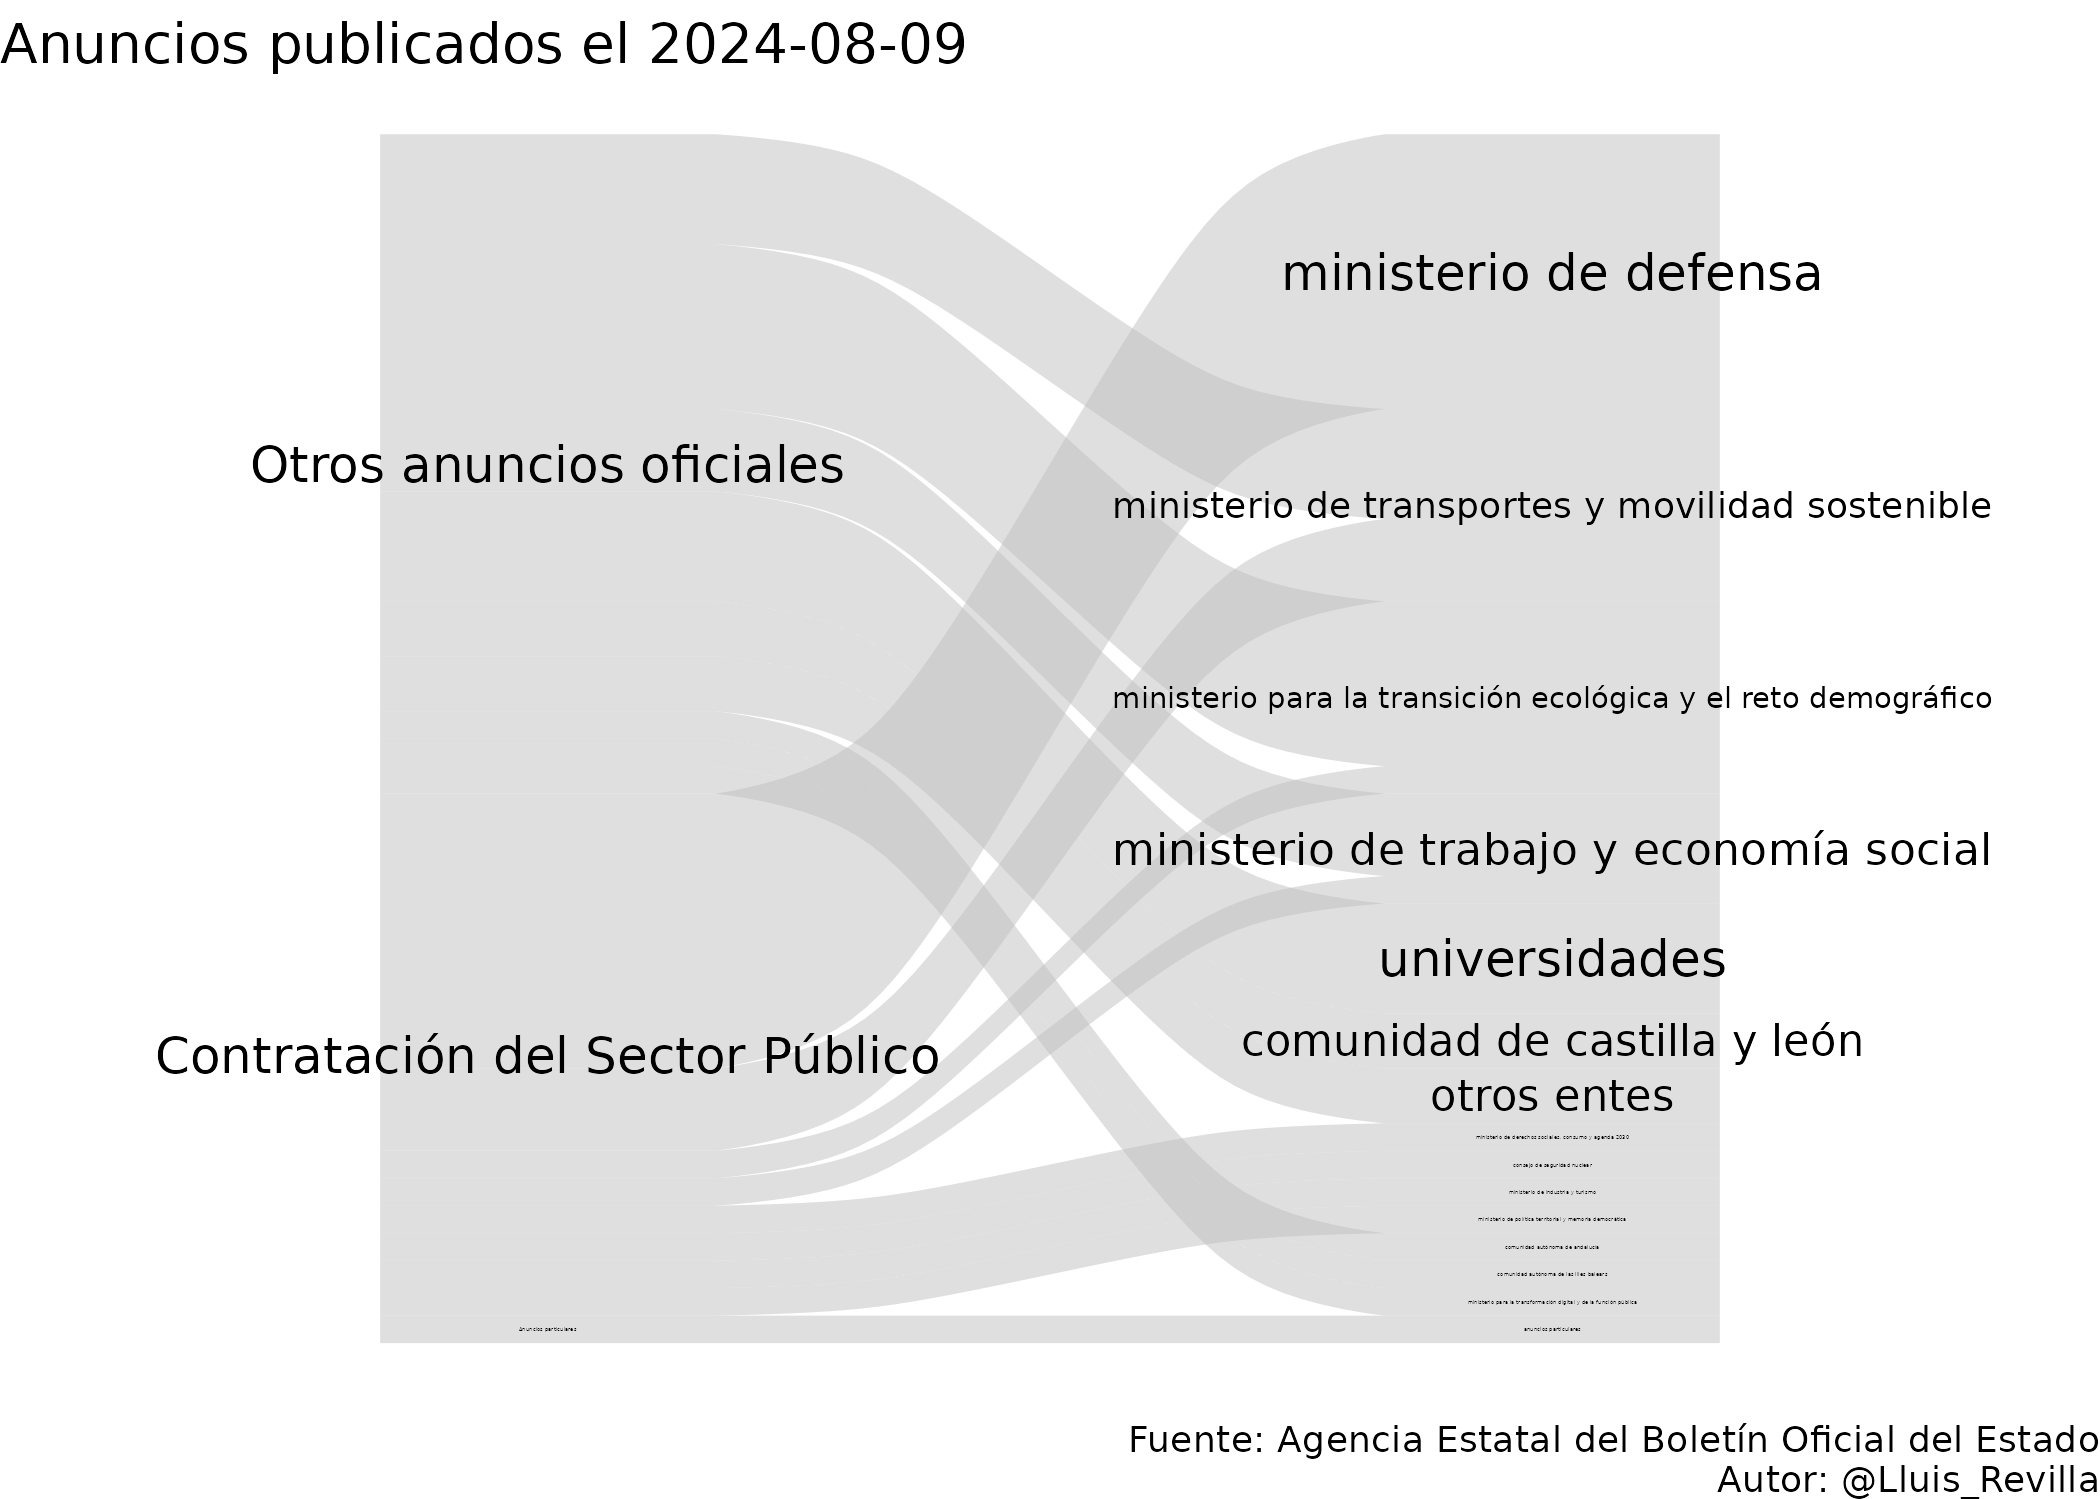 Anuncios publicados el 2024-08-09
Otros anuncios oficiales
Contratación del Sector Público
Anuncios particulares
ministerio de defensa
ministerio de transportes y movilidad sostenible
ministerio para la transición ecológica y el reto demográfico
ministerio de trabajo y economía social
universidades
comunidad de castilla y león
otros entes
ministerio de derechos sociales, consumo y agenda 2030
consejo de seguridad nuclear
ministerio de industria y turismo
ministerio de política territorial y memoria democrática
comunidad autónoma de andalucía
comunidad autónoma de las illes balears
ministerio para la transformación digital y de la función pública
anuncios particulares
Fuente: Agencia Estatal del Boletín Oficial del Estado
Autor: @Lluis_Revilla